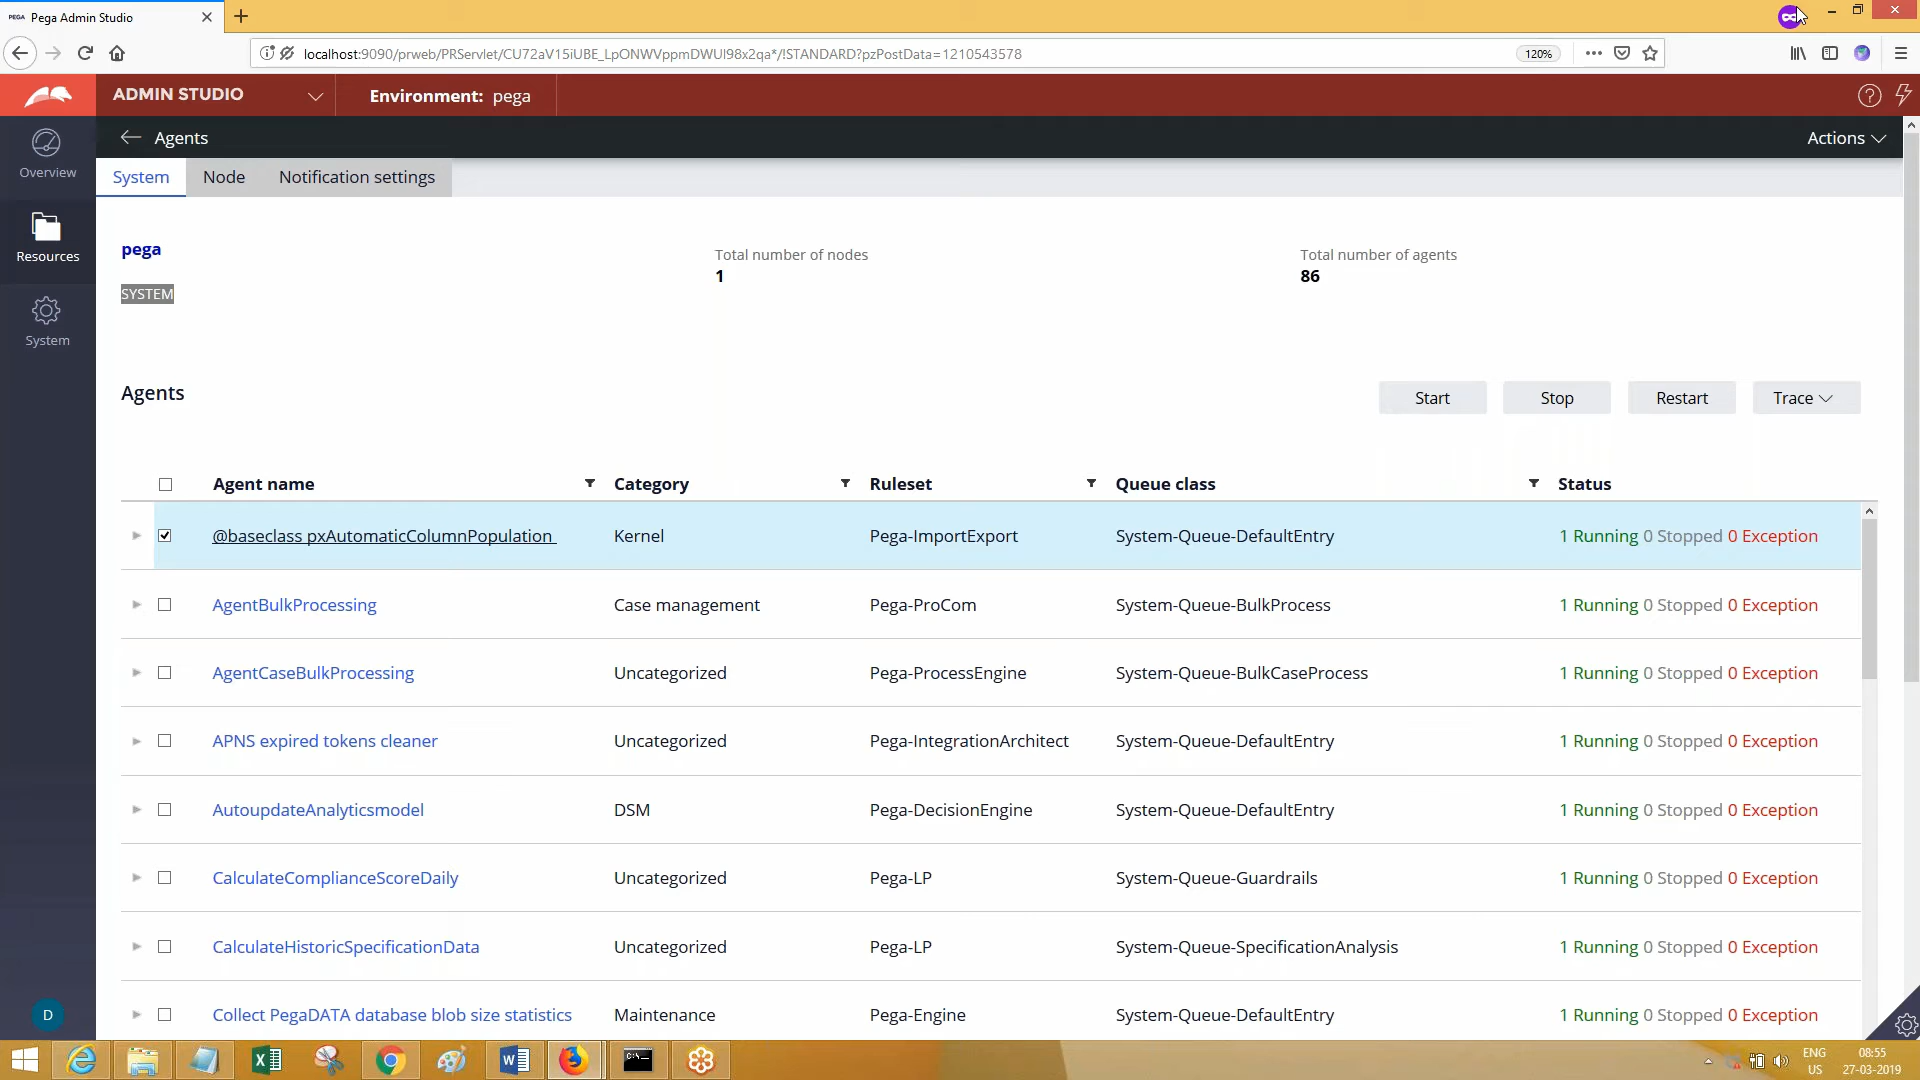 PEGA Pega Admin Studio
localhost:9090/prweb/PRServlet/CU72aV15iUBE_LpONWVppmDWUI98x2qa*/!STANDARD?pzPostData=1210543578
120%
ADMIN STUDIO
Environment: pega
Agents
Actions
Overview
Resources
System
System Node Notification settings
pega
SYSTEM
Total number of nodes
1
Total number of agents
86
Agents
Start Stop Restart Trace
Agent name Category Ruleset Queue class Status
@baseclass pxAutomaticColumnPopulation Kernel Pega-ImportExport System-Queue-DefaultEntry 1 Running 0 Stopped 0 Exception
AgentBulkProcessing Case management Pega-ProCom System-Queue-BulkProcess 1 Running 0 Stopped 0 Exception
AgentCaseBulkProcessing Uncategorized Pega-ProcessEngine System-Queue-BulkCaseProcess 1 Running 0 Stopped 0 Exception
APNS expired tokens cleaner Uncategorized Pega-IntegrationArchitect System-Queue-DefaultEntry 1 Running 0 Stopped 0 Exception
AutoupdateAnalyticsmodel DSM Pega-DecisionEngine System-Queue-DefaultEntry 1 Running 0 Stopped 0 Exception
CalculateComplianceScoreDaily Uncategorized Pega-LP System-Queue-Guardrails 1 Running 0 Stopped 0 Exception
CalculateHistoricSpecificationData Uncategorized Pega-LP System-Queue-SpecificationAnalysis 1 Running 0 Stopped 0 Exception
Collect PegaDATA database blob size statistics Maintenance Pega-Engine System-Queue-DefaultEntry 1 Running 0 Stopped 0 Exception
D
ENG
US
08:55
27-03-2019